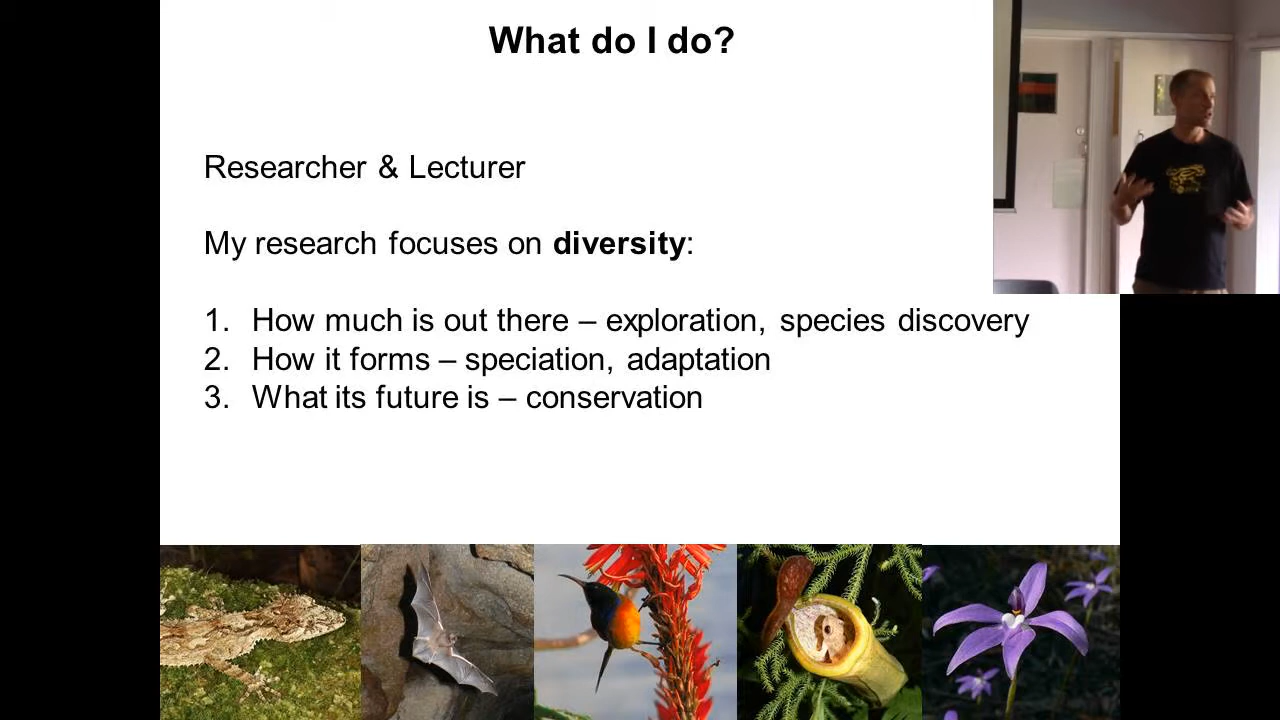 What do I do?
Researcher & Lecturer
My research focuses on diversity:
1. How much is out there – exploration, species discovery
2. How it forms – speciation, adaptation
3. What its future is – conservation